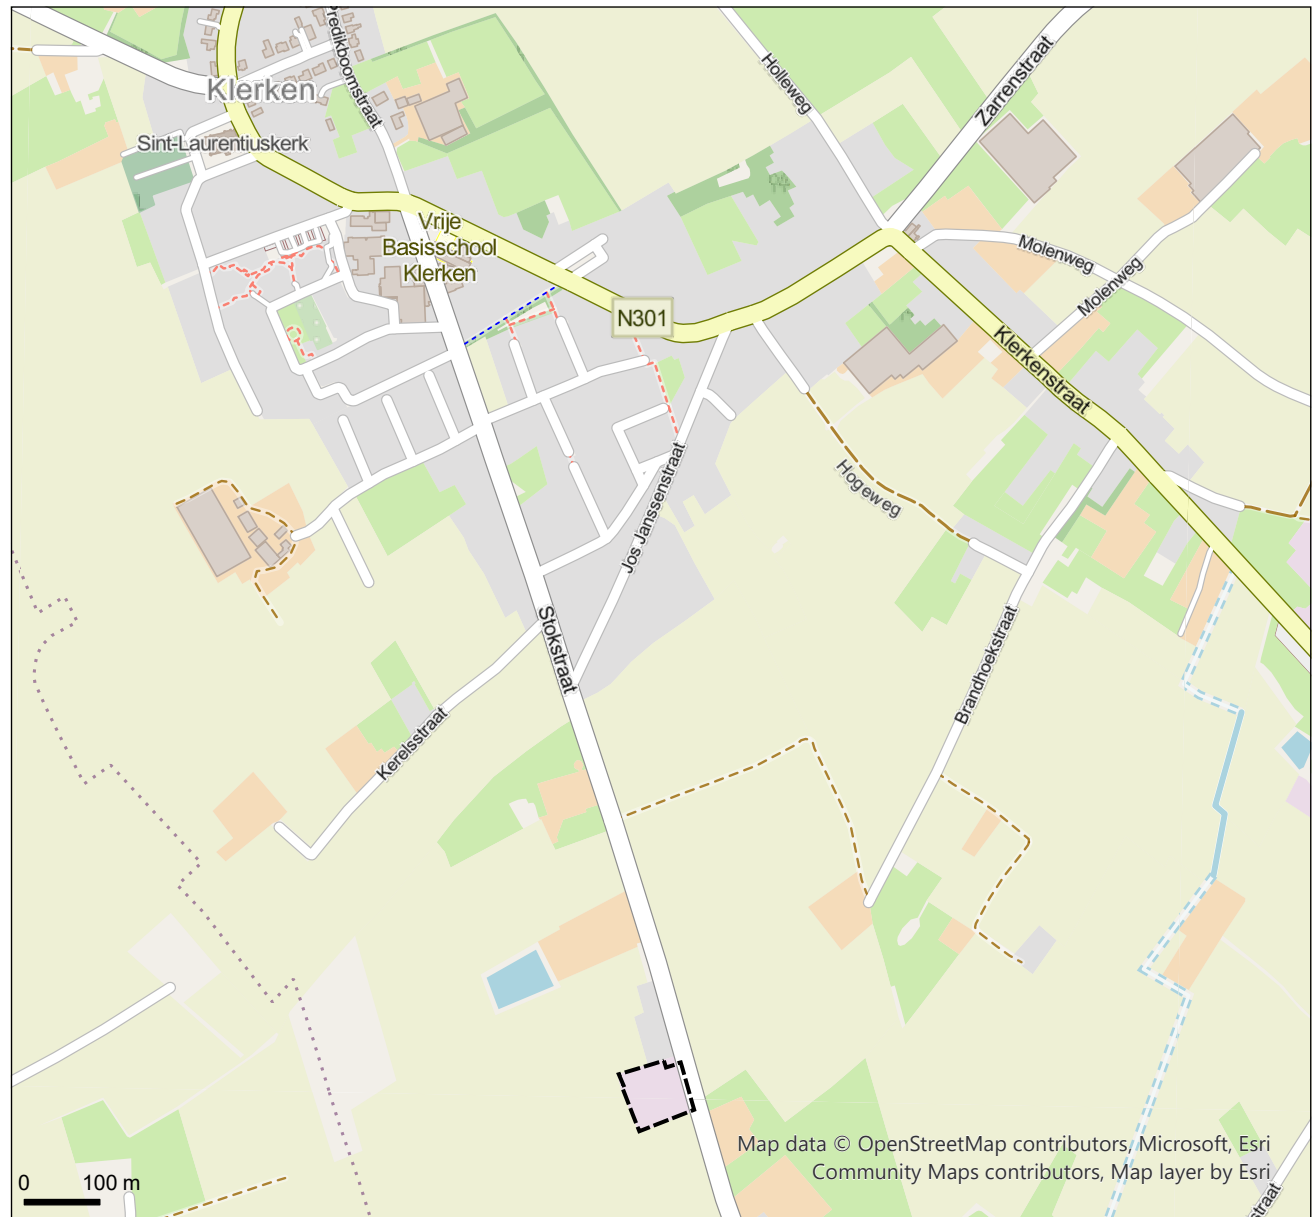 Predikboomstraat
Klerken
Sint-Laurentiuskerk
Holleweg
Zarrenstraat
Vrije
Basisschool
Klerken
Molenweg
Molenweg
N301
Klerkenstraat
Hogeweg
Jos Janssenstraat
Stokstraat
Brandhoekstraat
Kerelsstraat
Map data © OpenStreetMap contributors, Microsoft, Esri
Community Maps contributors, Map layer by Esri
0 100 m
straat